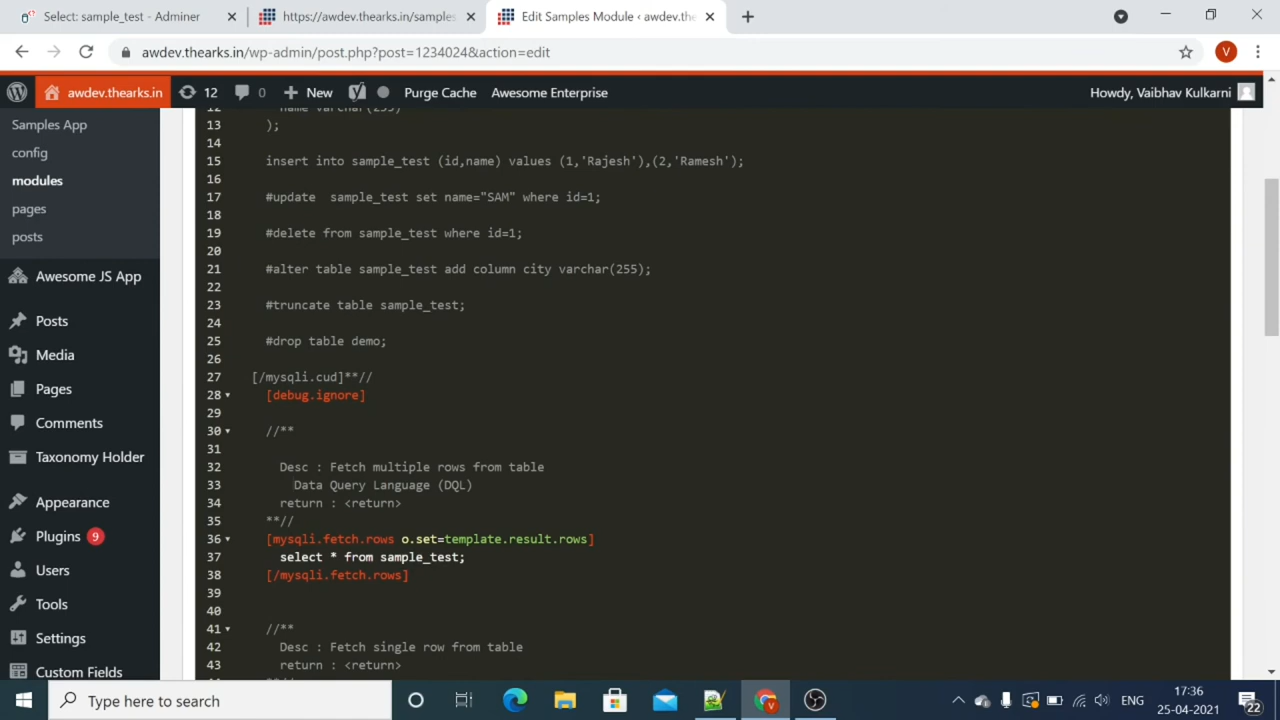 Select: sample_test - Adminer
https://awdev.thearks.in/samples
Edit Samples Module ‹ awdev.the
awdev.thearks.in/wp-admin/post.php?post=1234024&action=edit
V
awdev.thearks.in
12
0
New
Purge Cache
Awesome Enterprise
Howdy, Vaibhav Kulkarni
Samples App
config
modules
pages
posts
Awesome JS App
Posts
Media
Pages
Comments
Taxonomy Holder
Appearance
Plugins 9
Users
Tools
Settings
Custom Fields
12 name varchar(255)
13 );
14
15 insert into sample_test (id,name) values (1,'Rajesh'),(2,'Ramesh');
16
17 #update  sample_test set name="SAM" where id=1;
18
19 #delete from sample_test where id=1;
20
21 #alter table sample_test add column city varchar(255);
22
23 #truncate table sample_test;
24
25 #drop table demo;
26
27 [/mysqli.cud]**//
28 [debug.ignore]
29
30 //**
31
32 Desc : Fetch multiple rows from table
33 Data Query Language (DQL)
34 return : <return>
35 **//
36 [mysqli.fetch.rows o.set=template.result.rows]
37 select * from sample_test;
38 [/mysqli.fetch.rows]
39
40
41 //**
42 Desc : Fetch single row from table
43 return : <return>
Type here to search
ENG
17:36
25-04-2021
22